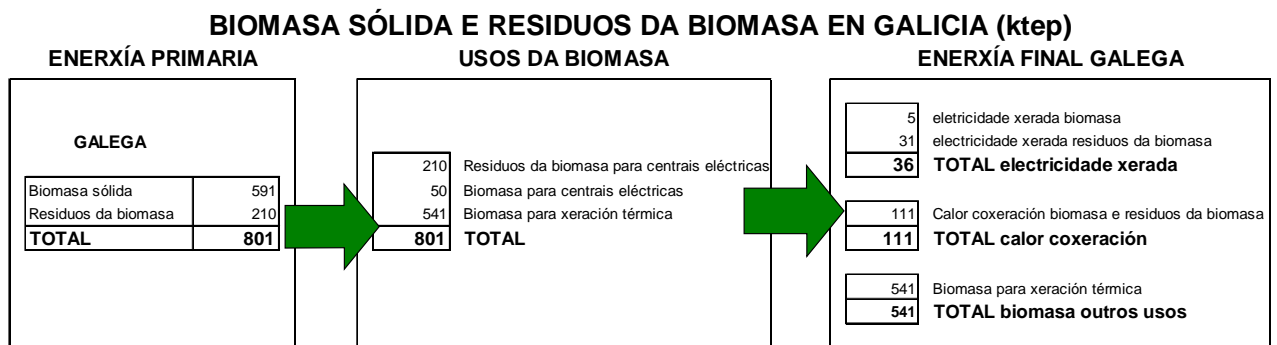 BIOMASA SÓLIDA E RESIDUOS DA BIOMASA EN GALICIA (ktep)
ENERXÍA PRIMARIA
GALEGA
Biomasa sólida 591
Residuos da biomasa 210
TOTAL 801
USOS DA BIOMASA
210 Residuos da biomasa para centrais eléctricas
50 Biomasa para centrais eléctricas
541 Biomasa para xeración térmica
801 TOTAL
ENERXÍA FINAL GALEGA
5 eletricidade xerada biomasa
31 electricidade xerada residuos da biomasa
36 TOTAL electricidade xerada
111 Calor coxeración biomasa e residuos da biomasa
111 TOTAL calor coxeración
541 Biomasa para xeración térmica
541 TOTAL biomasa outros usos